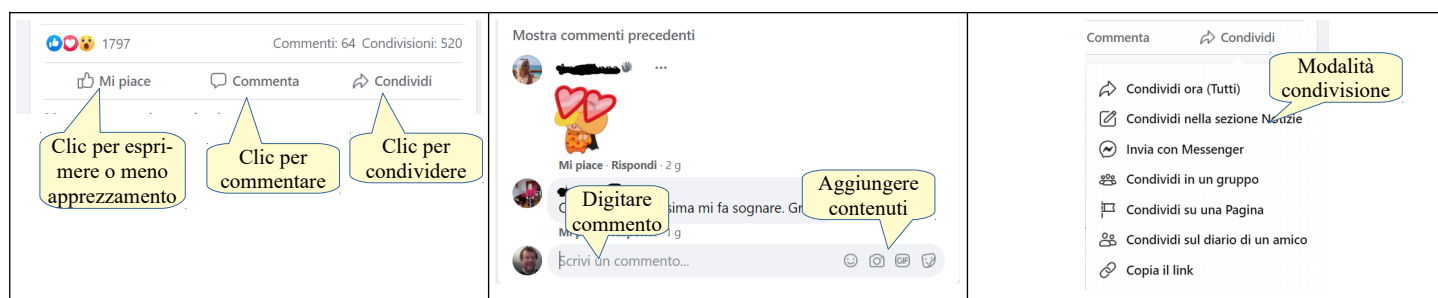 1797
Commenti: 64 Condivisioni: 520
Mi piace
Commenta
Condividi
Clic per espri-
mere o meno
apprezzamento
Clic per
commentare
Clic per
condividere
Mostra commenti precedenti
Mi piace · Rispondi · 2 g
Digitare
commento
sima mi fa sognare. Gr
Aggiungere
contenuti
1 g
Scrivi un commento...
GIF
Commenta
Condividi
Modalità
condivisione
Condividi ora (Tutti)
Condividi nella sezione Notizie
Invia con Messenger
Condividi in un gruppo
Condividi su una Pagina
Condividi sul diario di un amico
Copia il link